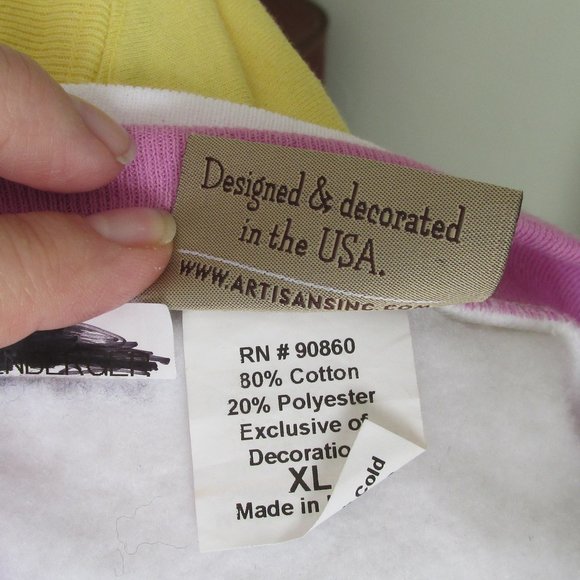 Designed & decorated
in the USA.
WWW.ARTISANSINC.COM
RN # 90860
80% Cotton
20% Polyester
Exclusive of
Decoratio
XL
Made in
Cold